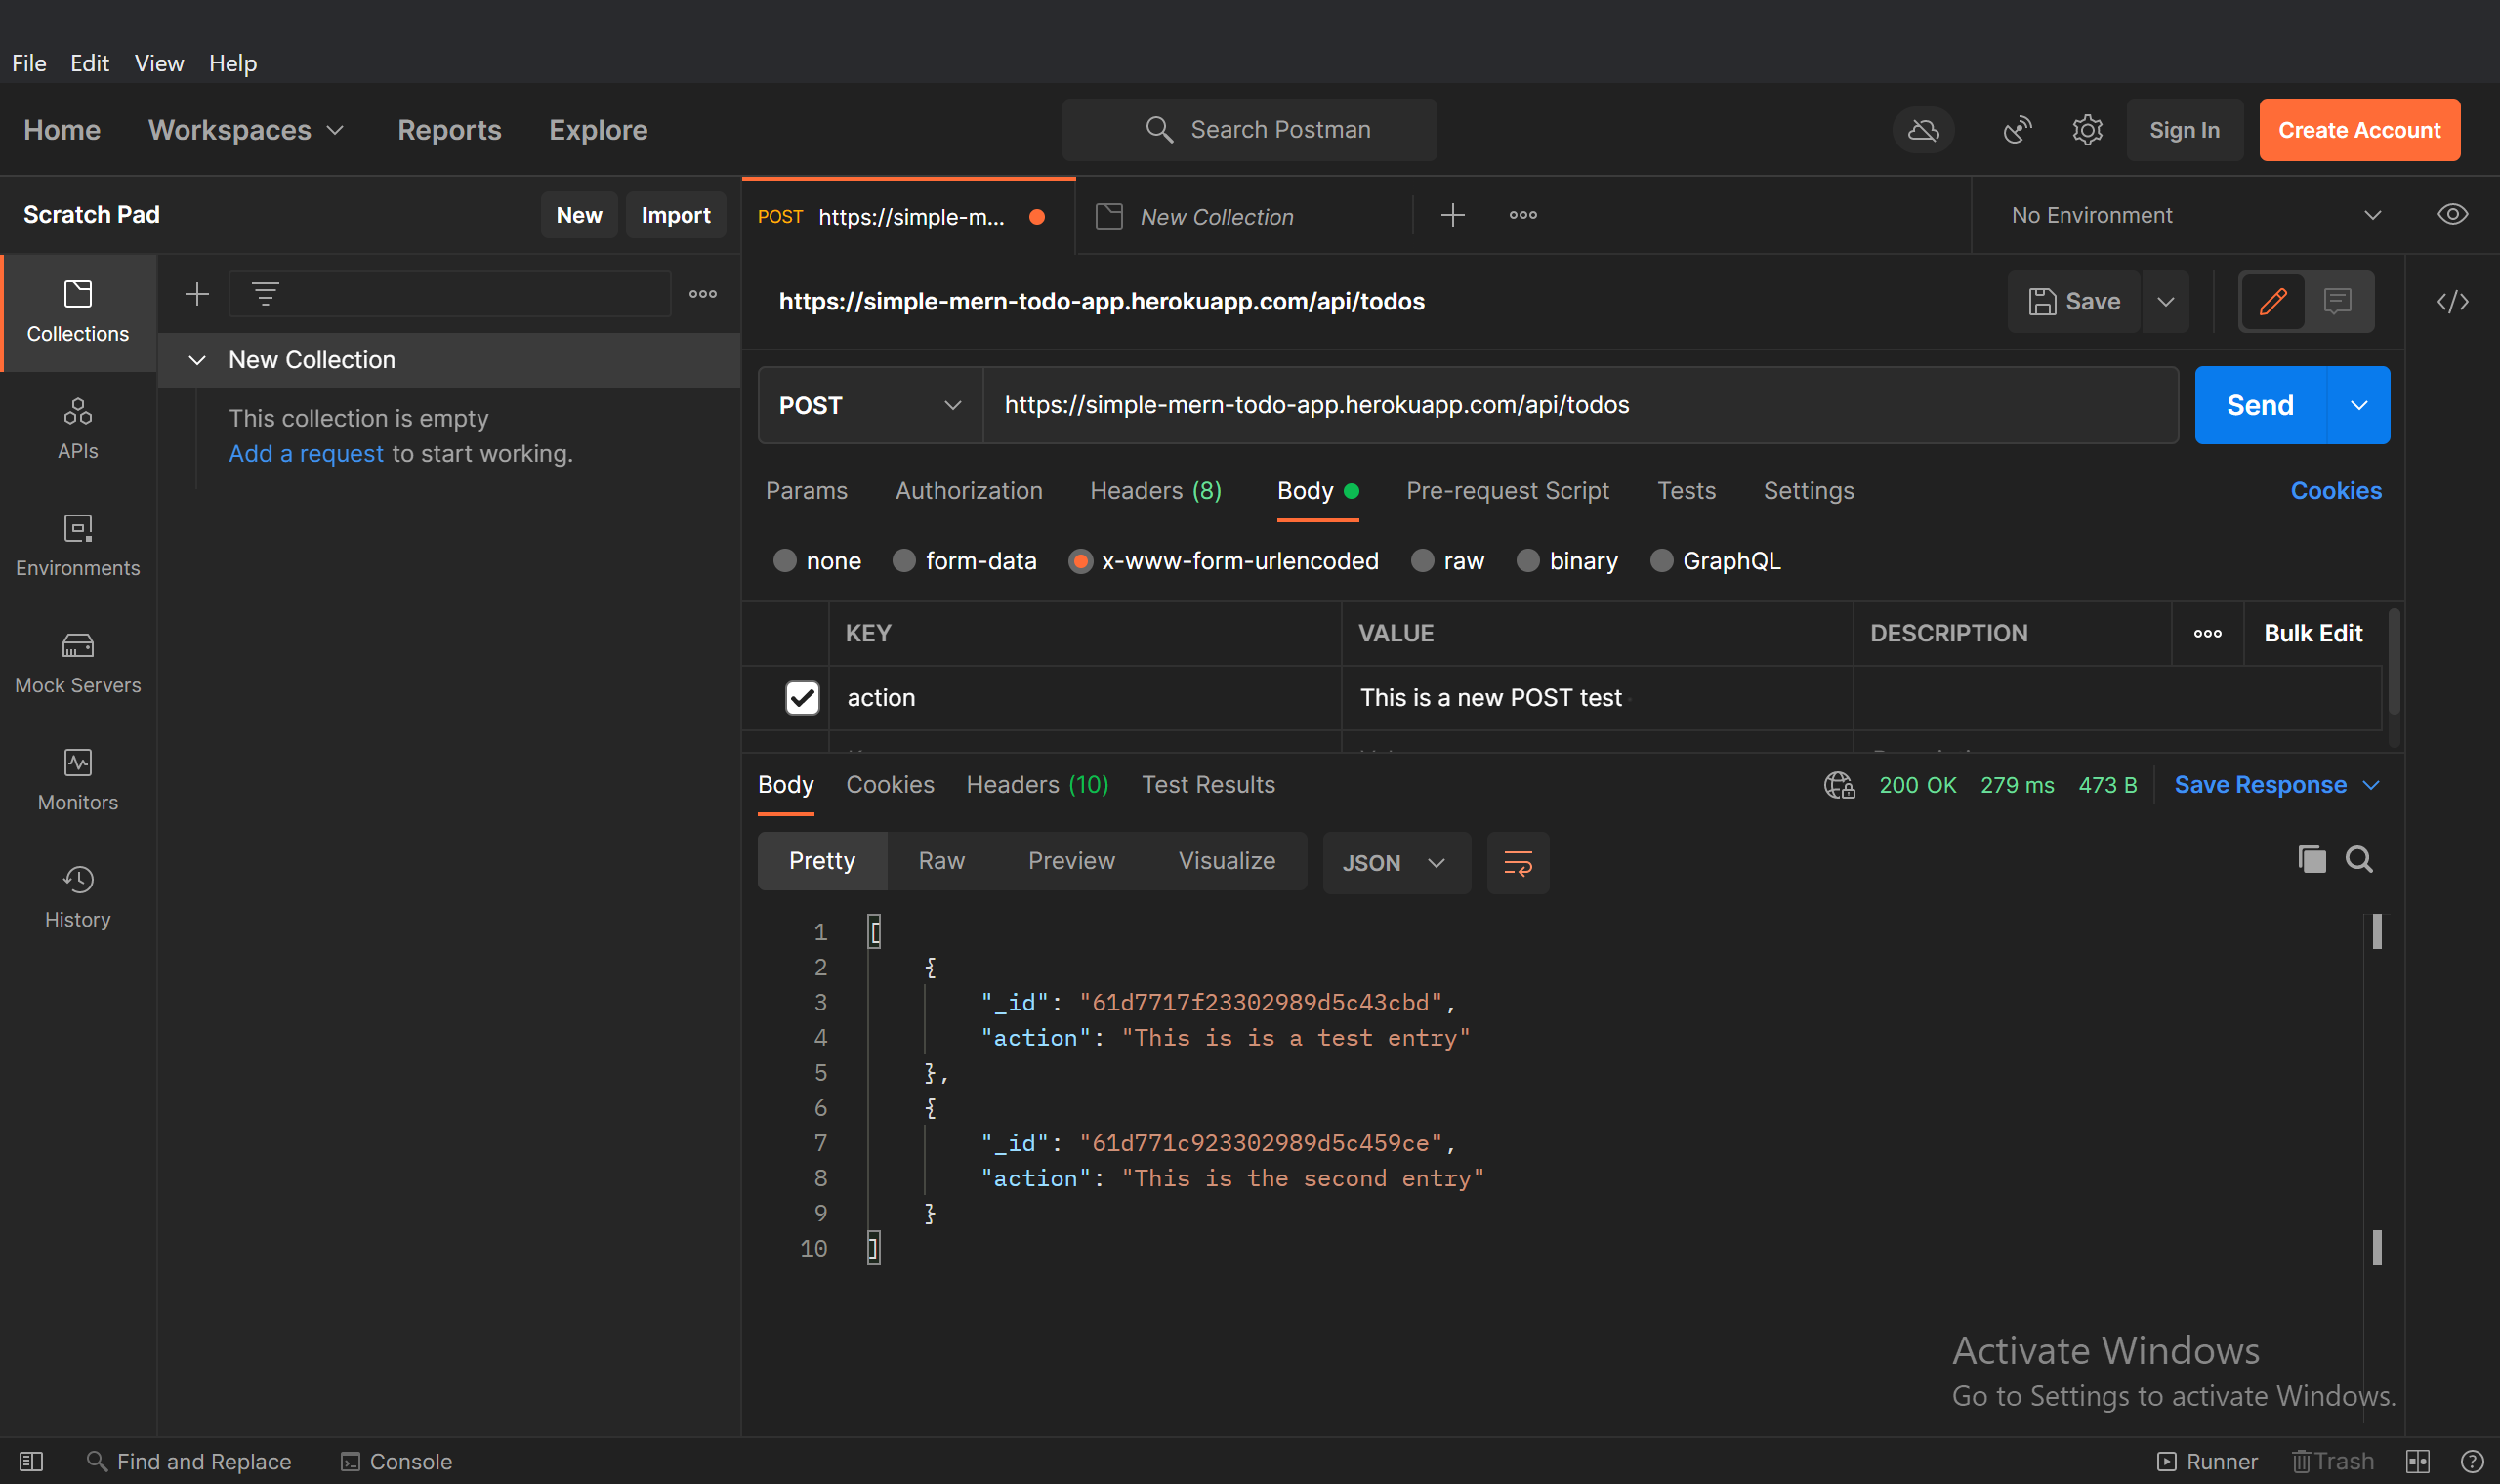 File Edit View Help
Home Workspaces Reports Explore Search Postman Sign In Create Account
Scratch Pad New Import
POST https://simple-m... New Collection No Environment
Collections
New Collection
This collection is empty
Add a request to start working.
APIs
Environments
Mock Servers
Monitors
History
https://simple-mern-todo-app.herokuapp.com/api/todos Save
POST https://simple-mern-todo-app.herokuapp.com/api/todos Send
Params Authorization Headers (8) Body Pre-request Script Tests Settings Cookies
none form-data x-www-form-urlencoded raw binary GraphQL
KEY VALUE DESCRIPTION Bulk Edit
action This is a new POST test
Body Cookies Headers (10) Test Results 200 OK 279 ms 473 B Save Response
Pretty Raw Preview Visualize JSON
1 [
2 {
3 "_id": "61d7717f23302989d5c43cbd",
4 "action": "This is is a test entry"
5 },
6 {
7 "_id": "61d771c923302989d5c459ce",
8 "action": "This is the second entry"
9 }
10 ]
Activate Windows
Go to Settings to activate Windows.
Find and Replace Console Runner Trash